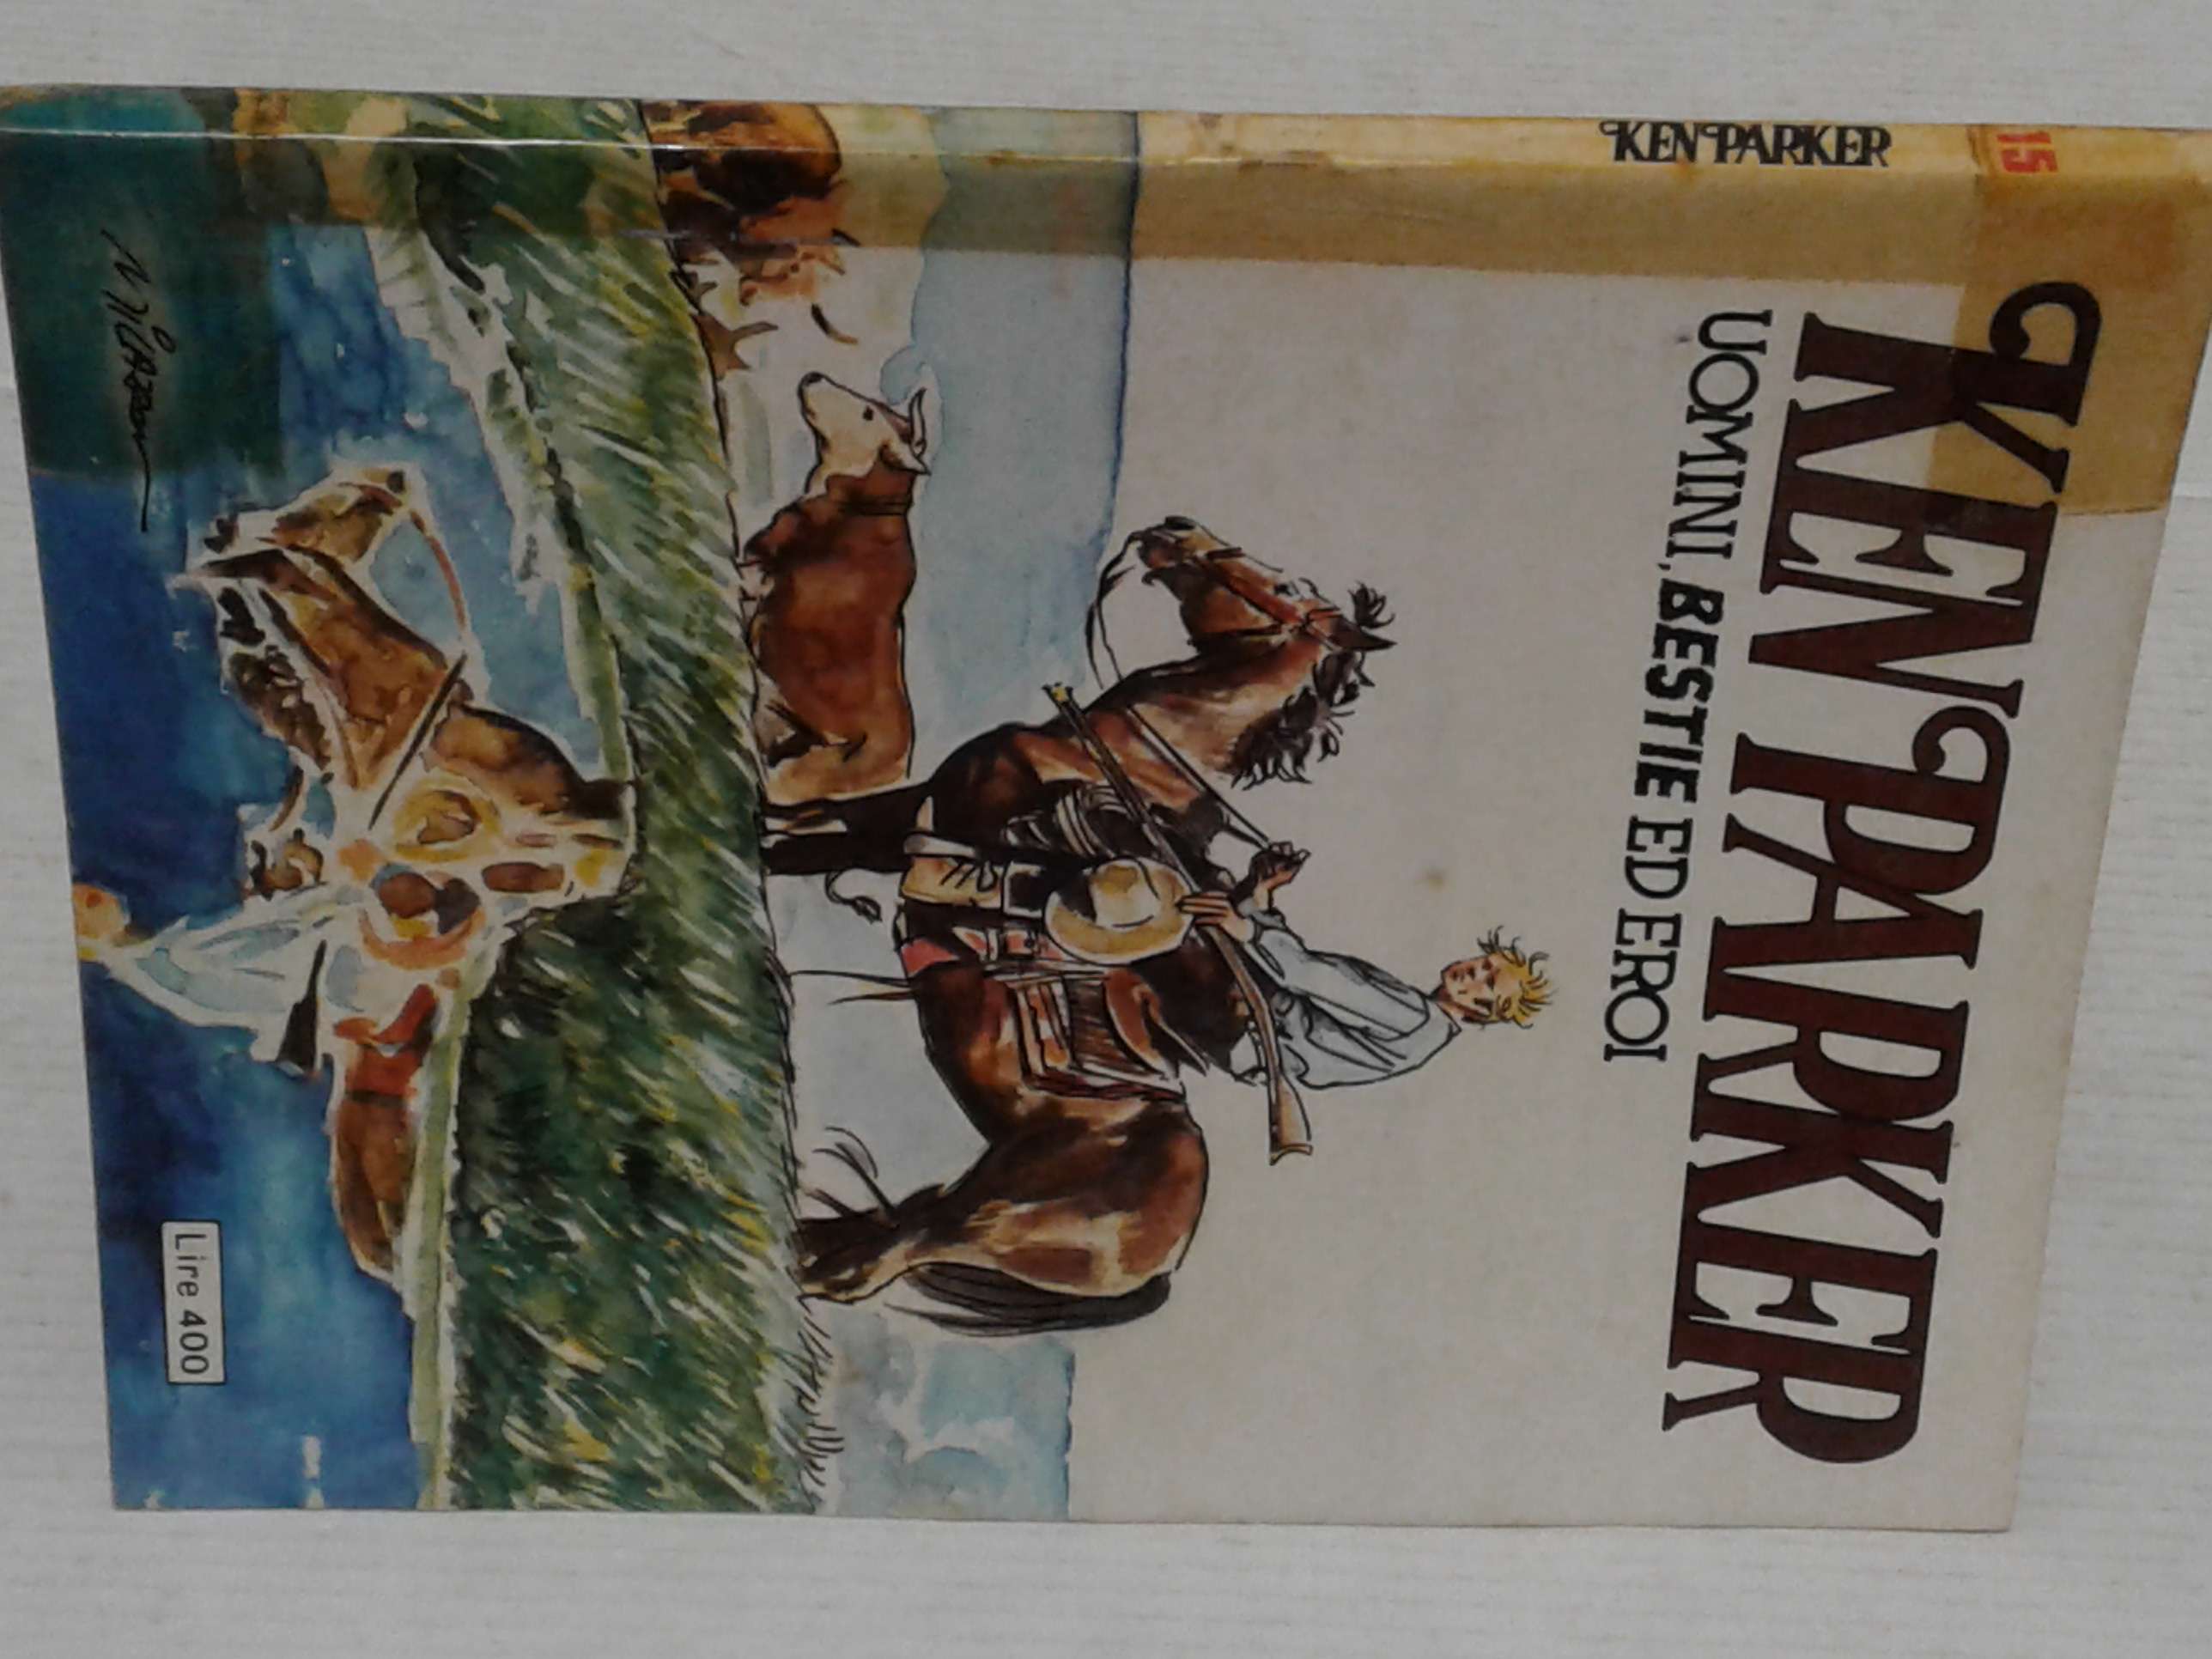 KEN PARKER
UOMINI, BESTIE ED EROI
KEN PARKER
15
Lire 400